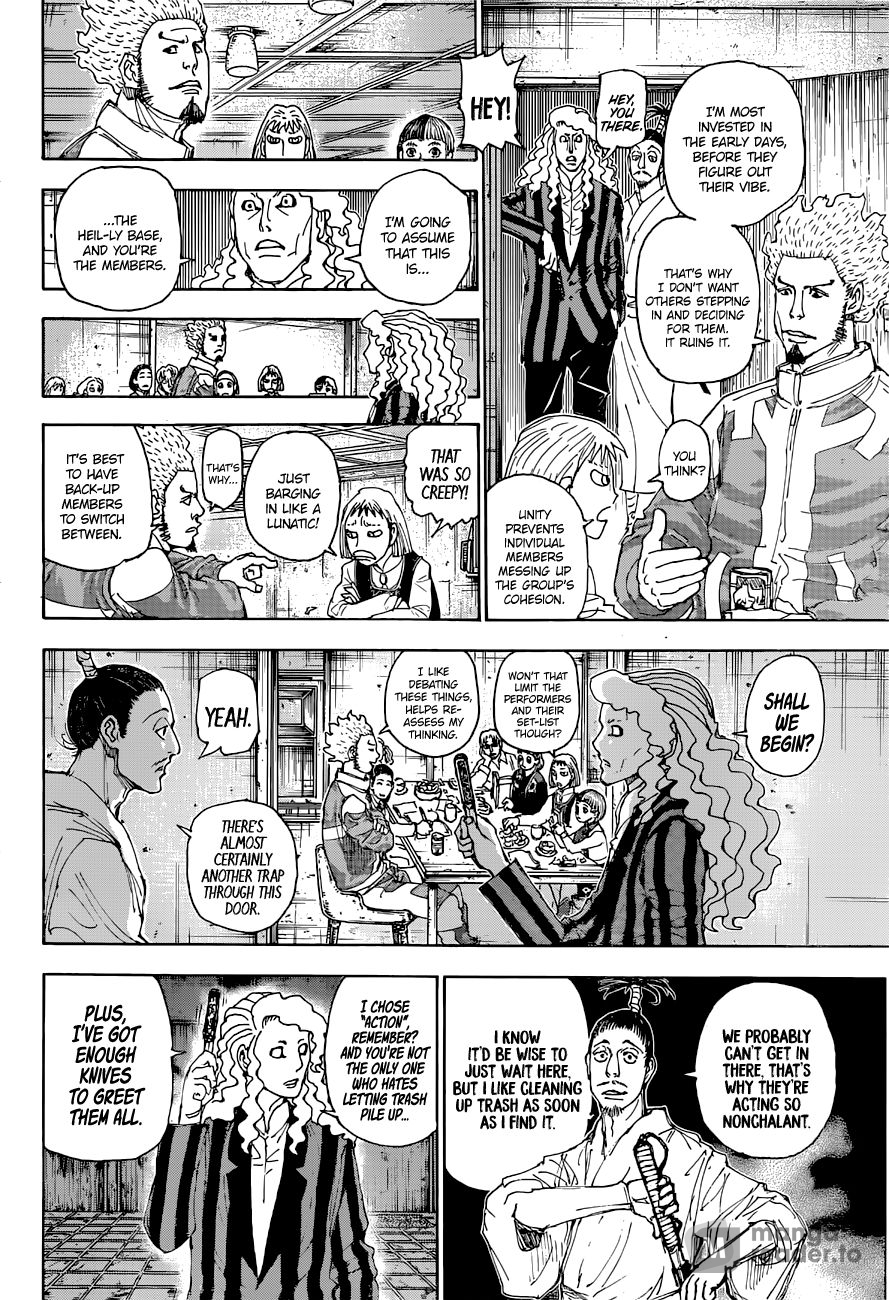 I'M MOST
INVESTED IN
THE EARLY DAYS,
BEFORE THEY
FIGURE OUT
THEIR VIBE.
THAT'S WHY
I DON'T WANT
OTHERS STEPPING
IN AND DECIDING
FOR THEM.
IT RUINS IT.
HEY,
YOU
THERE.
HEY!
YOU
THINK?
UNITY
PREVENTS
INDIVIDUAL
MEMBERS
MESSING UP
THE GROUP'S
COHESION.
I'M GOING
TO ASSUME
THAT THIS
IS...
...THE
HEIL-LY BASE,
AND YOU'RE
THE MEMBERS.
THAT
WAS SO
CREEPY!
JUST
BARGING
IN LIKE A
LUNATIC!
THAT'S
WHY...
IT'S BEST
TO HAVE
BACK-UP
MEMBERS
TO SWITCH
BETWEEN.
SHALL
WE
BEGIN?
WON'T THAT
LIMIT THE
PERFORMERS
AND THEIR
SET-LIST
THOUGH?
I LIKE
DEBATING
THESE THINGS,
HELPS RE-
ASSESS MY
THINKING.
YEAH.
THERE'S
ALMOST
CERTAINLY
ANOTHER TRAP
THROUGH THIS
DOOR.
WE PROBABLY
CAN'T GET IN
THERE, THAT'S
WHY THEY'RE
ACTING SO
NONCHALANT.
I KNOW
IT'D BE WISE TO
JUST WAIT HERE,
BUT I LIKE CLEANING
UP TRASH AS SOON
AS I FIND IT.
I CHOSE
"ACTION"
REMEMBER?
AND YOU'RE NOT
THE ONLY ONE
WHO HATES
LETTING TRASH
PILE UP...
PLUS,
I'VE GOT
ENOUGH
KNIVES
TO GREET
THEM ALL.
manga
reader.to